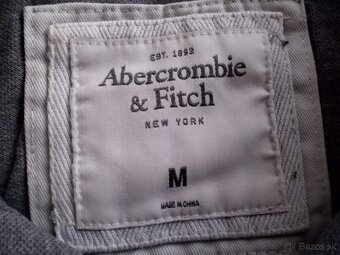 EST. 1892
Abercrombie
& Fitch
NEW YORK
M
MADE IN CHINA
© Bazos.sk